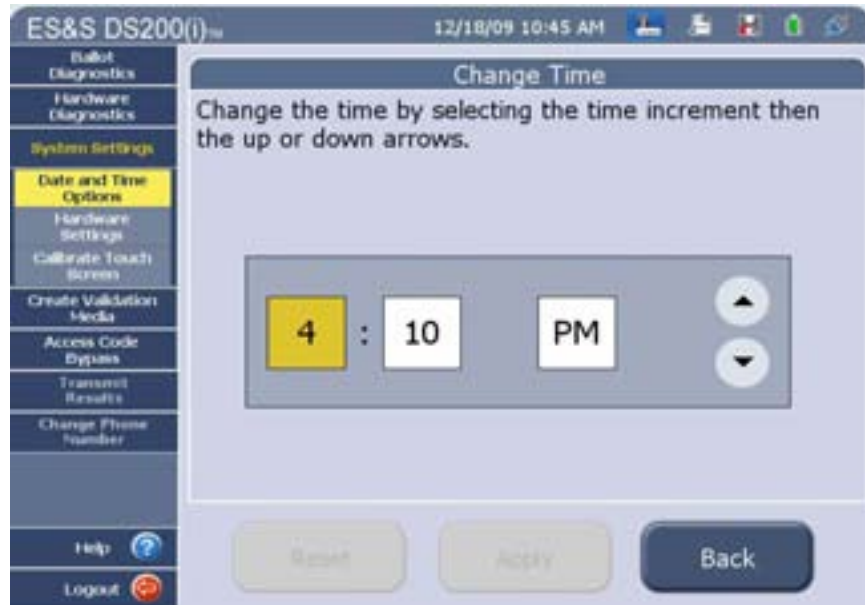 ES&S DS200(i)™
12/18/09 10:45 AM
Ballot
Diagnostics
Hardware
Diagnostics
System Settings
Date and Time
Options
Hardware
Settings
Calibrate Touch
Screen
Create Validation
Media
Access Code
Bypass
Transmit
Results
Change Phone
Number
Help ?
Logout
Change Time
Change the time by selecting the time increment then
the up or down arrows.
4 : 10 PM
Reset Apply Back